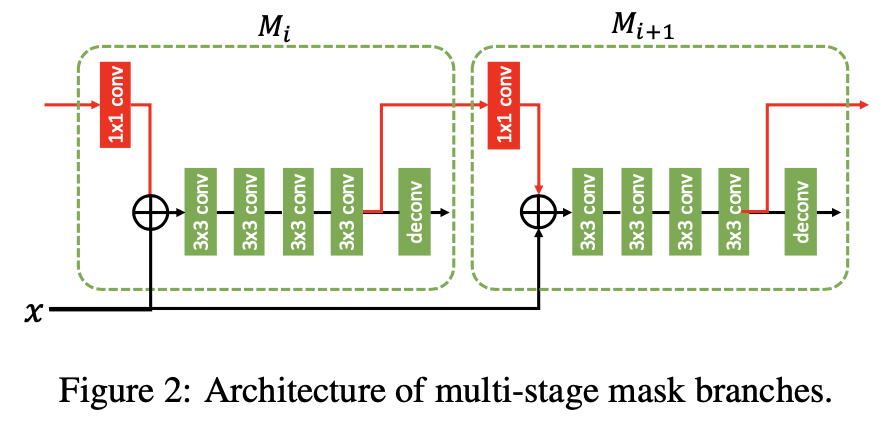 M_i
M_{i+1}
1x1 conv
1x1 conv
3x3 conv
3x3 conv
3x3 conv
3x3 conv
deconv
3x3 conv
3x3 conv
3x3 conv
3x3 conv
deconv
x
Figure 2: Architecture of multi-stage mask branches.